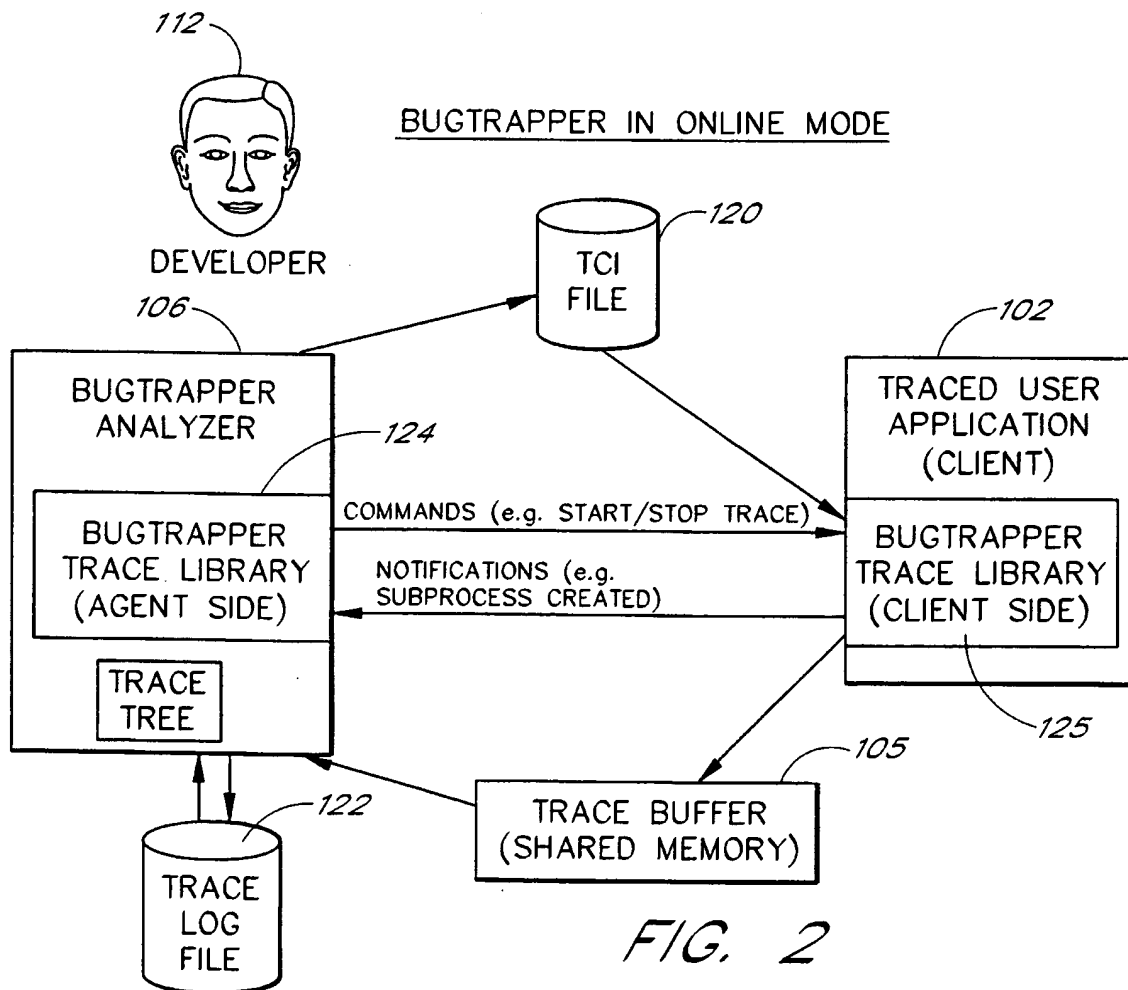 112
BUGTRAPPER IN ONLINE MODE
DEVELOPER
120
TCI
FILE
106
BUGTRAPPER
ANALYZER
124
BUGTRAPPER
TRACE LIBRARY
(AGENT SIDE)
TRACE
TREE
COMMANDS (e.g. START/STOP TRACE)
NOTIFICATIONS (e.g.
SUBPROCESS CREATED)
102
TRACED USER
APPLICATION
(CLIENT)
BUGTRAPPER
TRACE LIBRARY
(CLIENT SIDE)
125
105
TRACE BUFFER
(SHARED MEMORY)
122
TRACE
LOG
FILE
FIG. 2